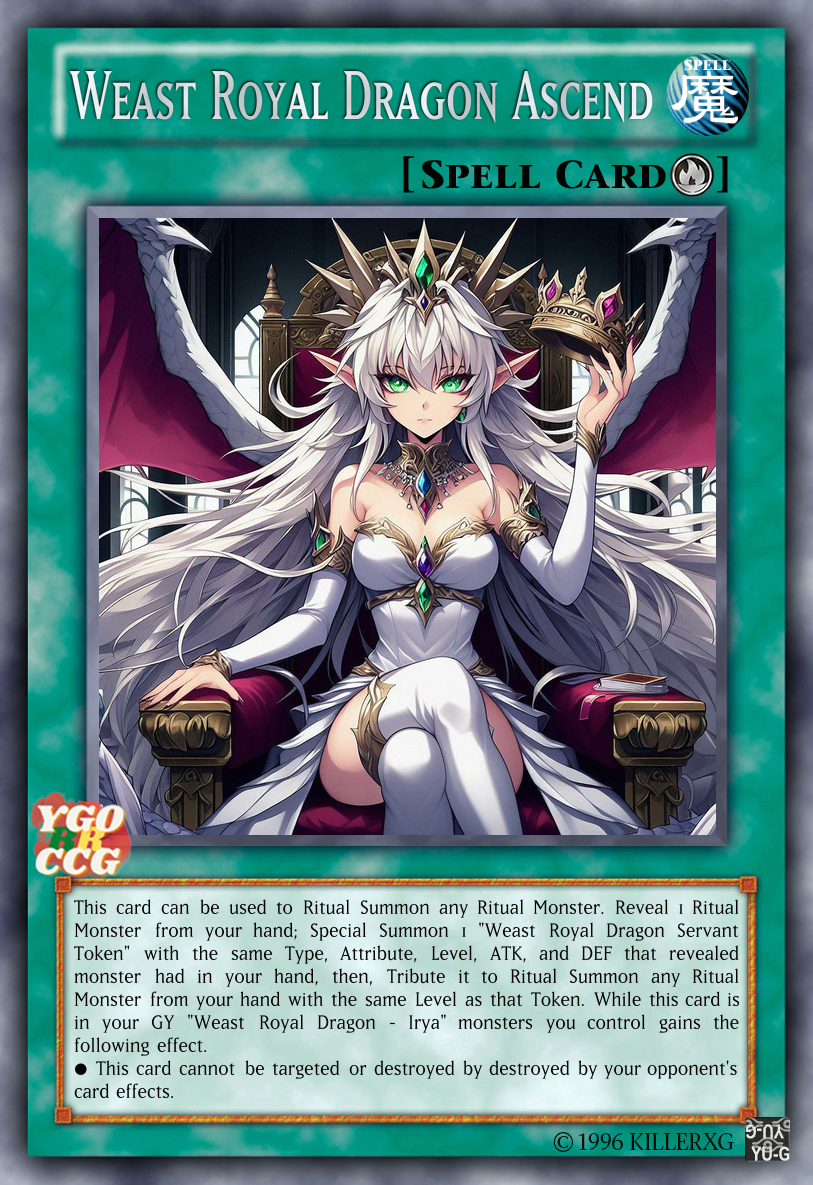 WEAST ROYAL DRAGON ASCEND
SPELL
魔
[SPELL CARD]
YGO
BR
CCG
This card can be used to Ritual Summon any Ritual Monster. Reveal 1 Ritual
Monster from your hand; Special Summon 1 "Weast Royal Dragon Servant
Token" with the same Type, Attribute, Level, ATK, and DEF that revealed
monster had in your hand, then, Tribute it to Ritual Summon any Ritual
Monster from your hand with the same Level as that Token. While this card is
in your GY "Weast Royal Dragon - Irya" monsters you control gains the
following effect.
● This card cannot be targeted or destroyed by destroyed by your opponent's
card effects.
© 1996 KILLERXG
YU-G